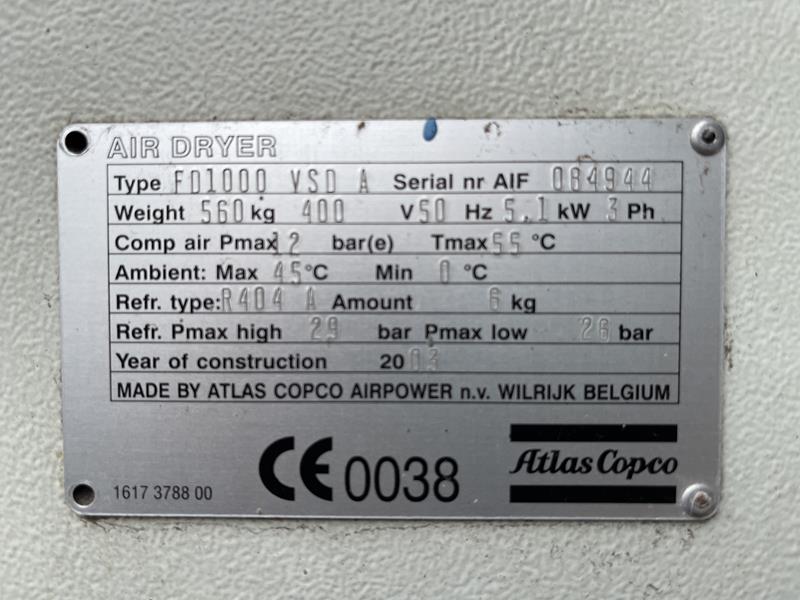 AIR DRYER
Type FD1000 VSD A Serial nr AIF 084944
Weight 560 kg 400 V 50 Hz 5.1 kW 3 Ph
Comp air Pmax 12 bar(e) Tmax 55 °C
Ambient: Max 45 °C Min 0 °C
Refr. type: R404 A Amount 6 kg
Refr. Pmax high 29 bar Pmax low 26 bar
Year of construction 2003
MADE BY ATLAS COPCO AIRPOWER n.v. WILRIJK BELGIUM
CE 0038
Atlas Copco
1617 3788 00